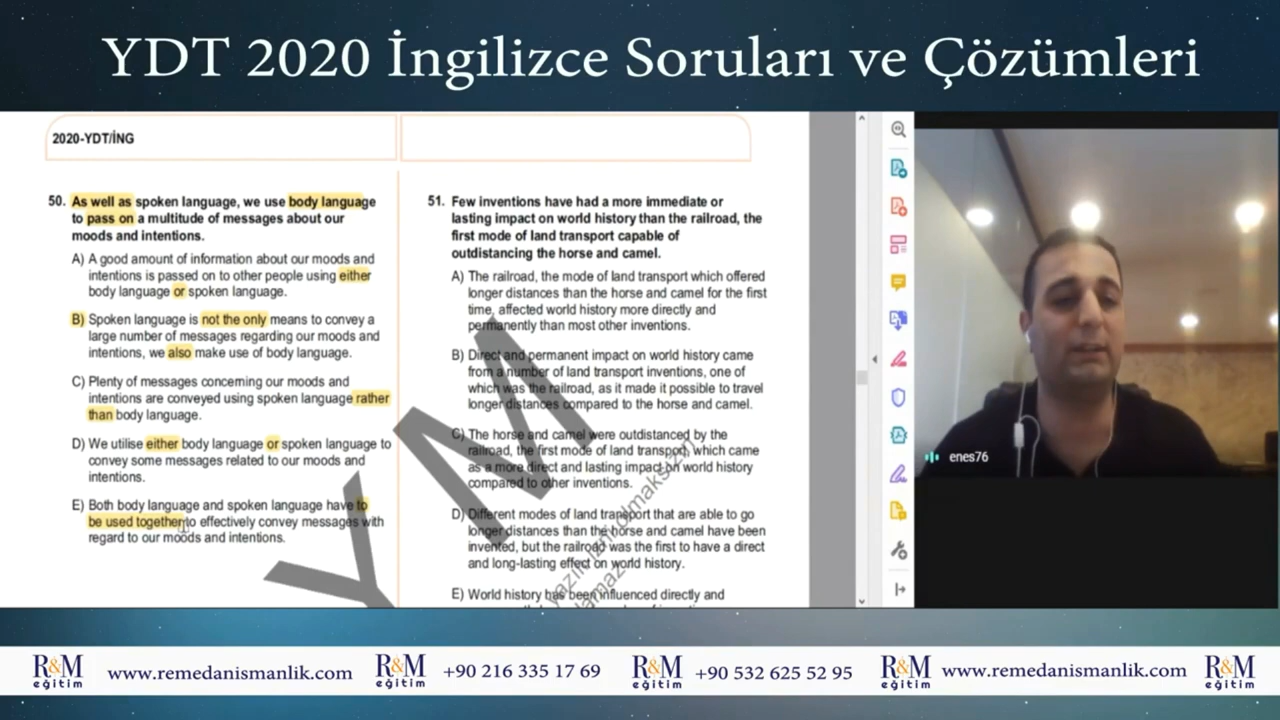 YDT 2020 İngilizce Soruları ve Çözümleri
2020-YDT/İNG
50. As well as spoken language, we use body language
to pass on a multitude of messages about our
moods and intentions.
A) A good amount of information about our moods and
intentions is passed on to other people using either
body language or spoken language.
B) Spoken language is not the only means to convey a
large number of messages regarding our moods and
intentions, we also make use of body language.
C) Plenty of messages concerning our moods and
intentions are conveyed using spoken language rather
than body language.
D) We utilise either body language or spoken language to
convey some messages related to our moods and
intentions.
E) Both body language and spoken language have to
be used together to effectively convey messages with
regard to our moods and intentions.
51. Few inventions have had a more immediate or
lasting impact on world history than the railroad, the
first mode of land transport capable of
outdistancing the horse and camel.
A) The railroad, the mode of land transport which offered
longer distances than the horse and camel for the first
time, affected world history more directly and
permanently than most other inventions.
B) Direct and permanent impact on world history came
from a number of land transport inventions, one of
which was the railroad, as it made it possible to travel
longer distances compared to the horse and camel.
C) The horse and camel were outdistanced by the
railroad, the first mode of land transport, which came
as a more direct and lasting impact on world history
compared to other inventions.
D) Different modes of land transport that are able to go
longer distances than the horse and camel have been
invented, but the railroad was the first to have a direct
and long-lasting effect on world history.
E) World history has been influenced directly and
YM
enes76
R&M eğitim
www.remedanismanlik.com
R&M eğitim
+90 216 335 17 69
R&M eğitim
+90 532 625 52 95
R&M eğitim
www.remedanismanlik.com
R&M eğitim